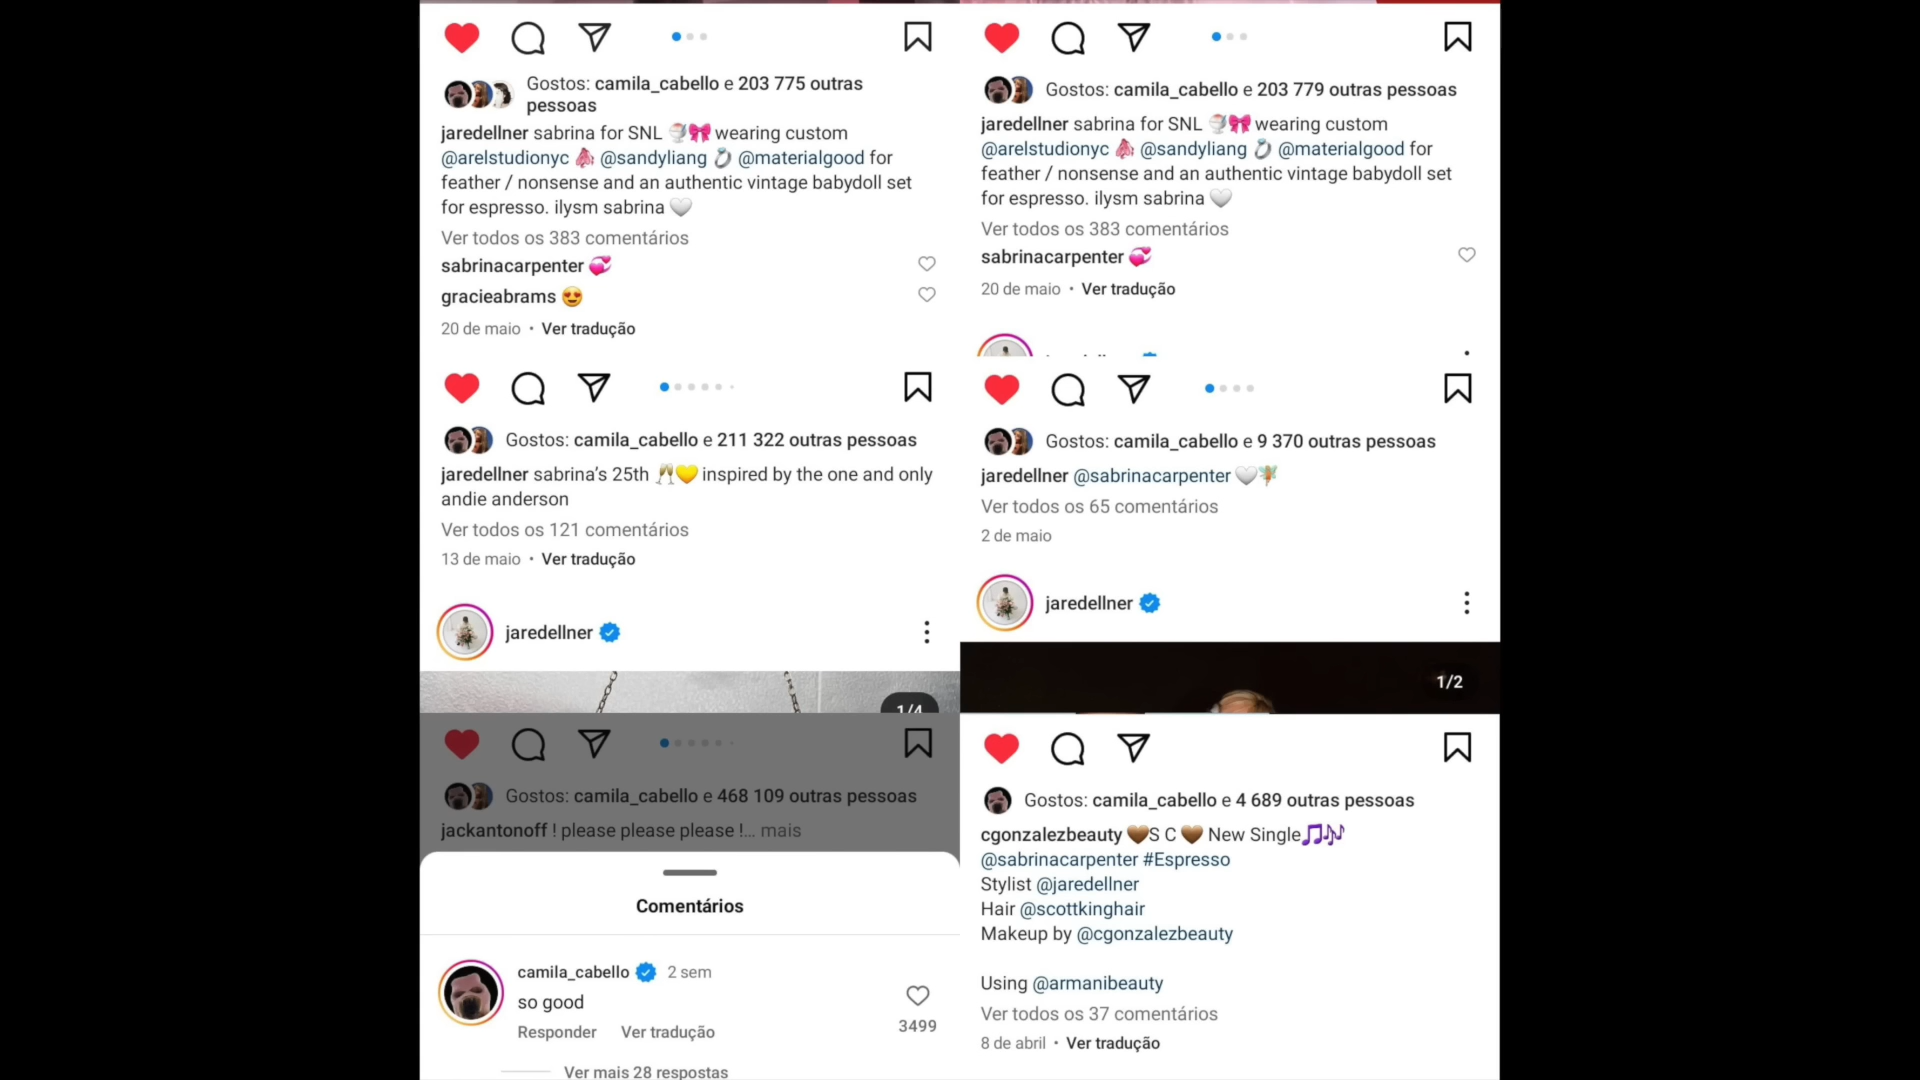 Gostos: camila_cabello e 203 775 outras
pessoas
jaredellner sabrina for SNL 🍧🎀 wearing custom
@arelstudionyc 🩰 @sandyliang 💍 @materialgood for
feather / nonsense and an authentic vintage babydoll set
for espresso. ilysm sabrina 🤍
Ver todos os 383 comentários
sabrinacarpenter 💞
gracieabrams 😍
20 de maio • Ver tradução
Gostos: camila_cabello e 203 779 outras pessoas
jaredellner sabrina for SNL 🍧🎀 wearing custom
@arelstudionyc 🩰 @sandyliang 💍 @materialgood for
feather / nonsense and an authentic vintage babydoll set
for espresso. ilysm sabrina 🤍
Ver todos os 383 comentários
sabrinacarpenter 💞
20 de maio • Ver tradução
Gostos: camila_cabello e 211 322 outras pessoas
jaredellner sabrina’s 25th 🥂💛 inspired by the one and only
andie anderson
Ver todos os 121 comentários
13 de maio • Ver tradução
jaredellner
1/4
Gostos: camila_cabello e 9 370 outras pessoas
jaredellner @sabrinacarpenter 🤍🧚
Ver todos os 65 comentários
2 de maio
jaredellner
1/2
Gostos: camila_cabello e 468 109 outras pessoas
jackantonoff ! please please please !... mais
Comentários
camila_cabello 2 sem
so good
Responder Ver tradução
3499
Ver mais 28 respostas
Gostos: camila_cabello e 4 689 outras pessoas
cgonzalezbeauty 🤎S C🤎 New Single🎵🎶
@sabrinacarpenter #Espresso
Stylist @jaredellner
Hair @scottkinghair
Makeup by @cgonzalezbeauty
Using @armanibeauty
Ver todos os 37 comentários
8 de abril • Ver tradução